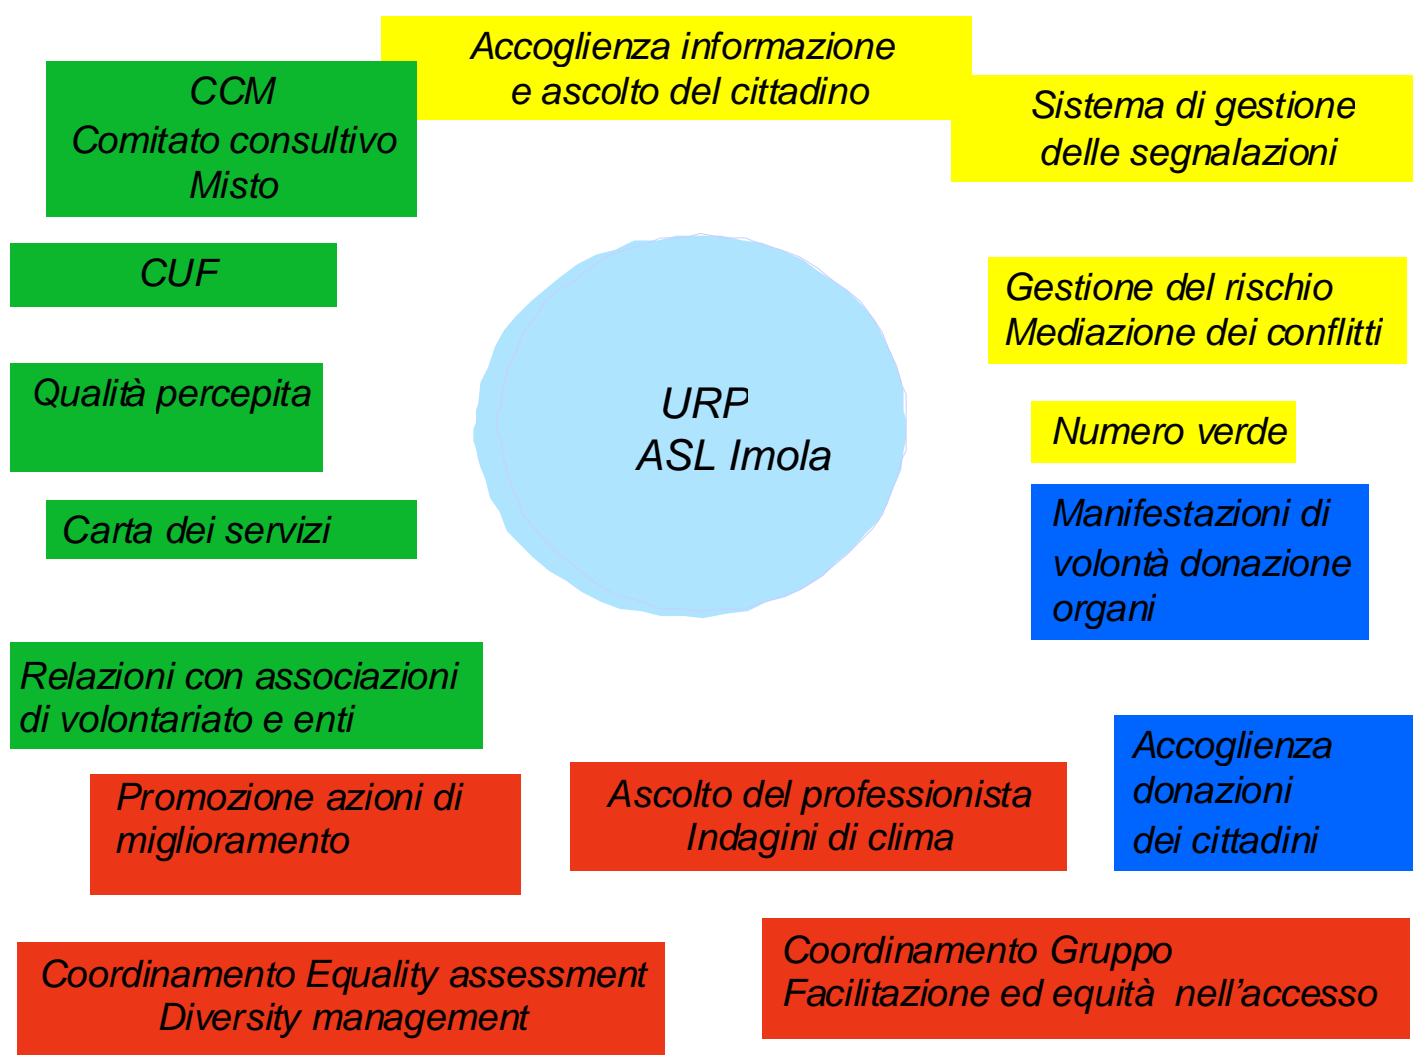 Accoglienza informazione
e ascolto del cittadino
CCM
Comitato consultivo
Misto
Sistema di gestione
delle segnalazioni
CUF
Gestione del rischio
Mediazione dei conflitti
Qualità percepita
URP
ASL Imola
Numero verde
Carta dei servizi
Manifestazioni di
volontà donazione
organi
Relazioni con associazioni
di volontariato e enti
Accoglienza
donazioni
dei cittadini
Promozione azioni di
miglioramento
Ascolto del professionista
Indagini di clima
Coordinamento Equality assessment
Diversity management
Coordinamento Gruppo
Facilitazione ed equità nell’accesso